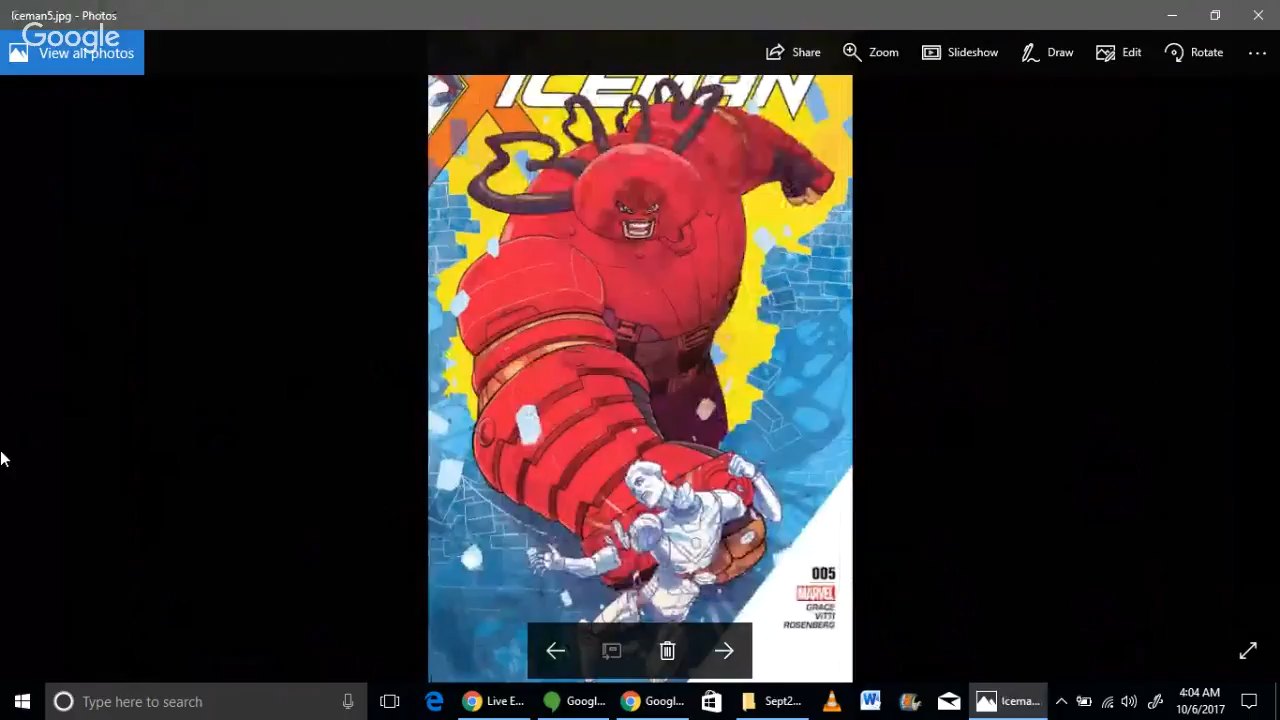 Iceman5.jpg - Photos
Google
View all photos
Share
Zoom
Slideshow
Draw
Edit
Rotate
ICEMAN
005
MARVEL
GRACE
VITTI
ROSENBERG
Type here to search
Live E...
Googl...
Googl...
Sept2...
Icema...
4:04 AM
10/6/2017